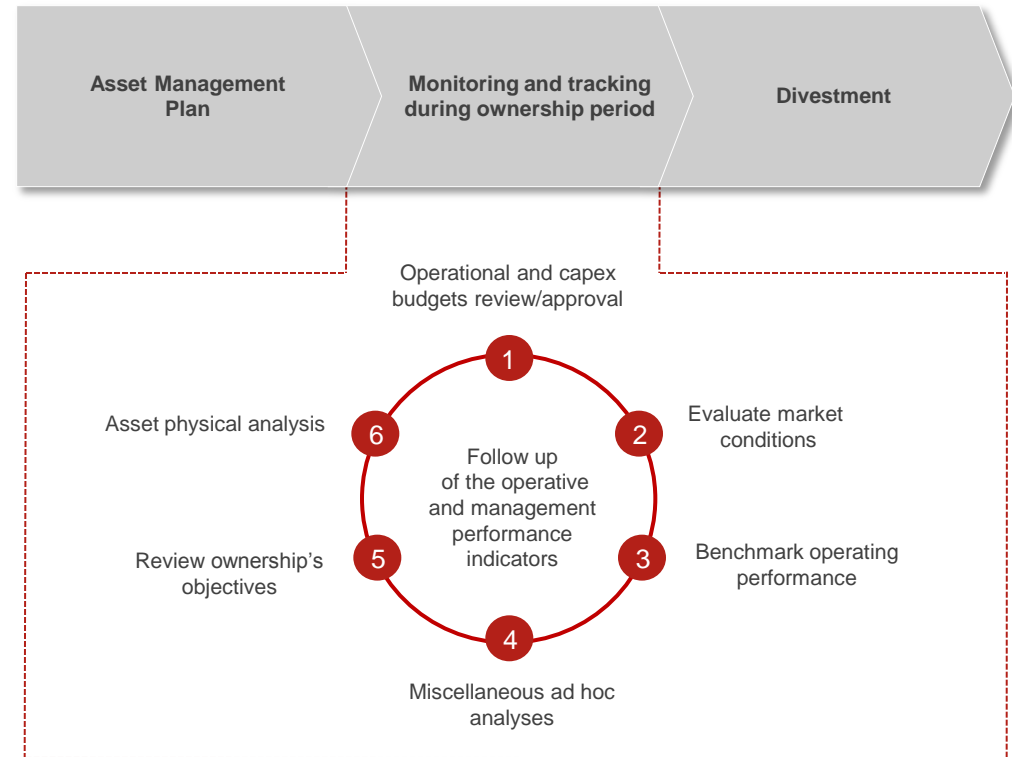 Asset Management
Plan
Monitoring and tracking
during ownership period
Divestment
Operational and capex
budgets review/approval
1
2
Evaluate market
conditions
3
Benchmark operating
performance
4
Miscellaneous ad hoc
analyses
5
Review ownership's
objectives
6
Asset physical analysis
Follow up
of the operative
and management
performance
indicators